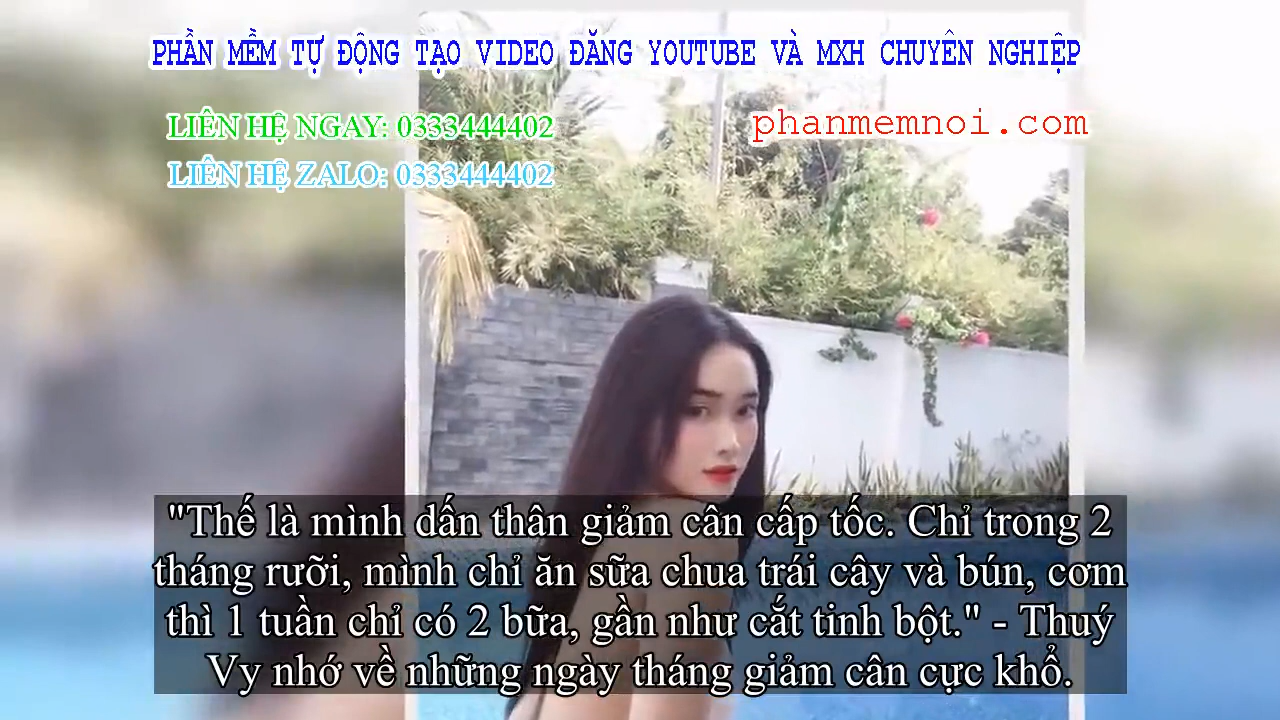 PHẦN MỀM TỰ ĐỘNG TẠO VIDEO ĐĂNG YOUTUBE VÀ MXH CHUYÊN NGHIỆP
LIÊN HỆ NGAY: 0333444402
phanmemnoi.com
LIÊN HỆ ZALO: 0333444402
"Thế là mình dấn thân giảm cân cấp tốc. Chỉ trong 2
tháng rưỡi, mình chỉ ăn sữa chua trái cây và bún, cơm
thì 1 tuần chỉ có 2 bữa, gần như cắt tinh bột." - Thuý
Vy nhớ về những ngày tháng giảm cân cực khổ.